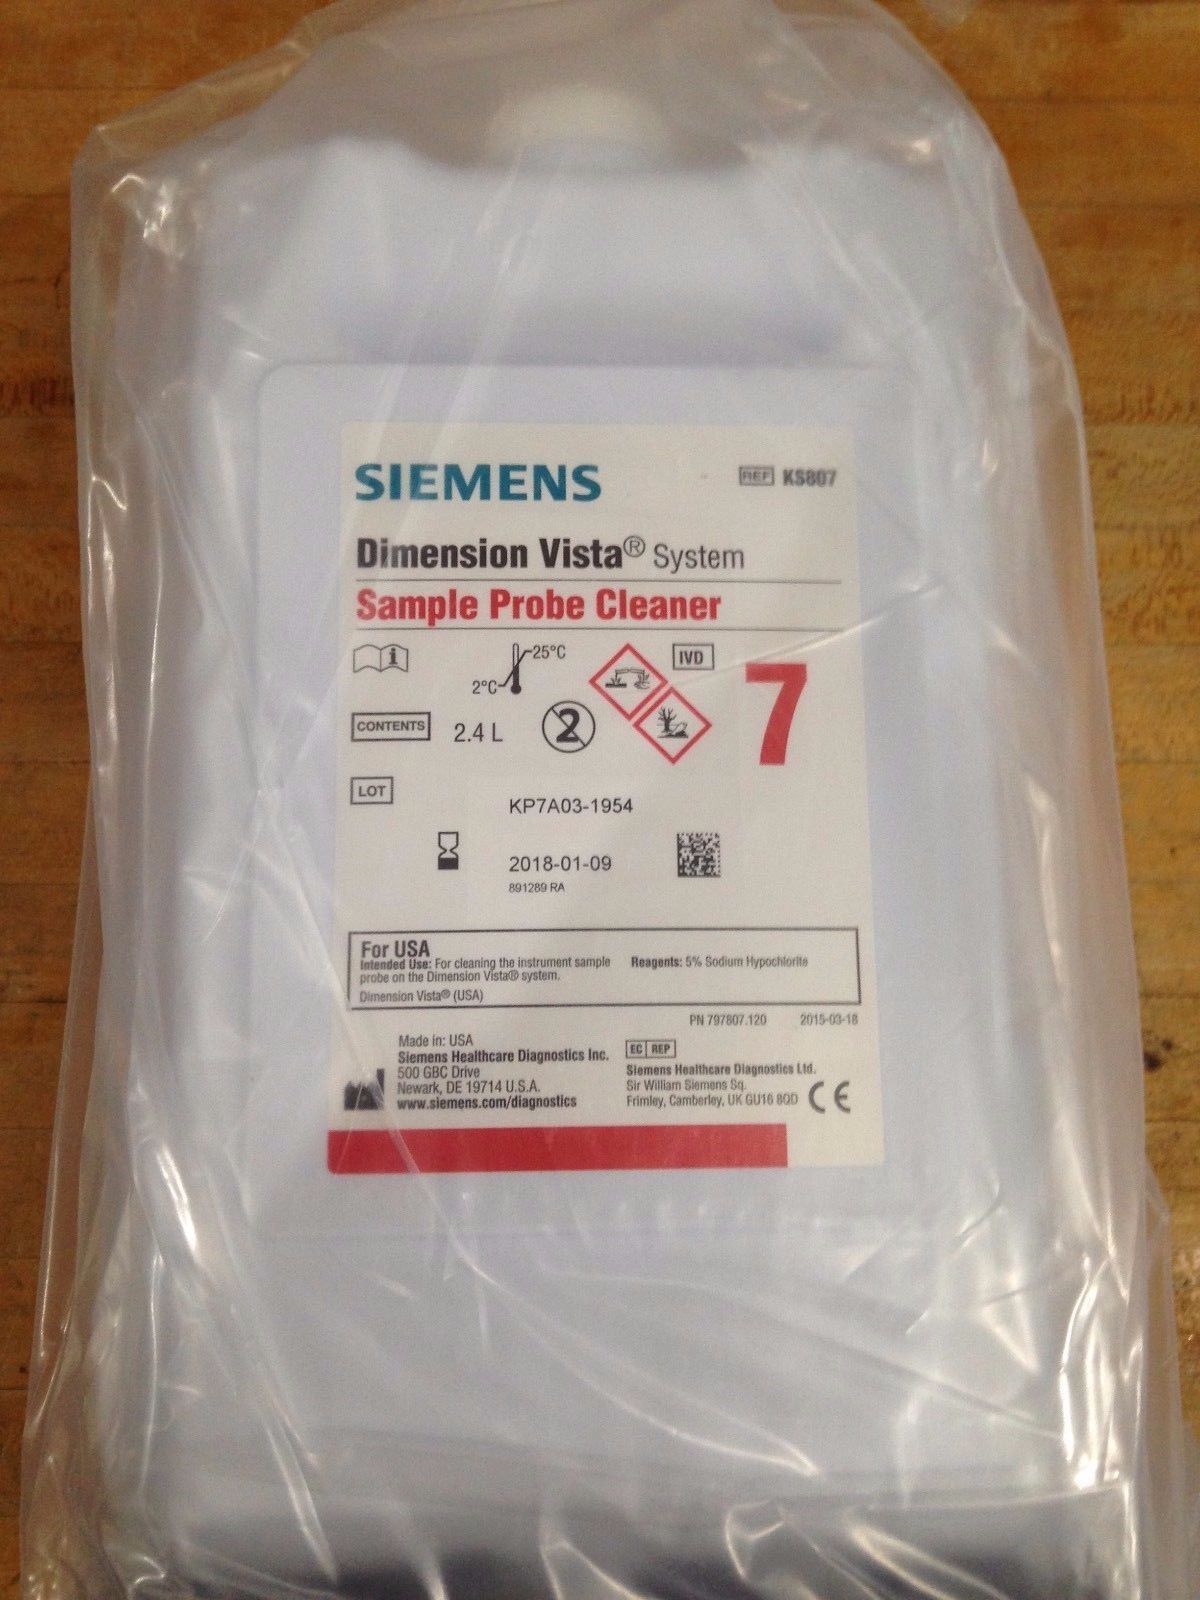 SIEMENS
REF KS807
Dimension Vista® System
Sample Probe Cleaner
25°C
2°C
IVD
7
CONTENTS 2.4 L
2
LOT
KP7A03-1954
2018-01-09
891289 RA
For USA
Intended Use: For cleaning the instrument sample
probe on the Dimension Vista® system.
Dimension Vista® (USA)
Reagents: 5% Sodium Hypochlorite
PN 797807.120 2015-03-18
Made in: USA
Siemens Healthcare Diagnostics Inc.
500 GBC Drive
Newark, DE 19714 U.S.A.
www.siemens.com/diagnostics
EC REP
Siemens Healthcare Diagnostics Ltd.
Sir William Siemens Sq.
Frimley, Camberley, UK GU16 8QD
CE